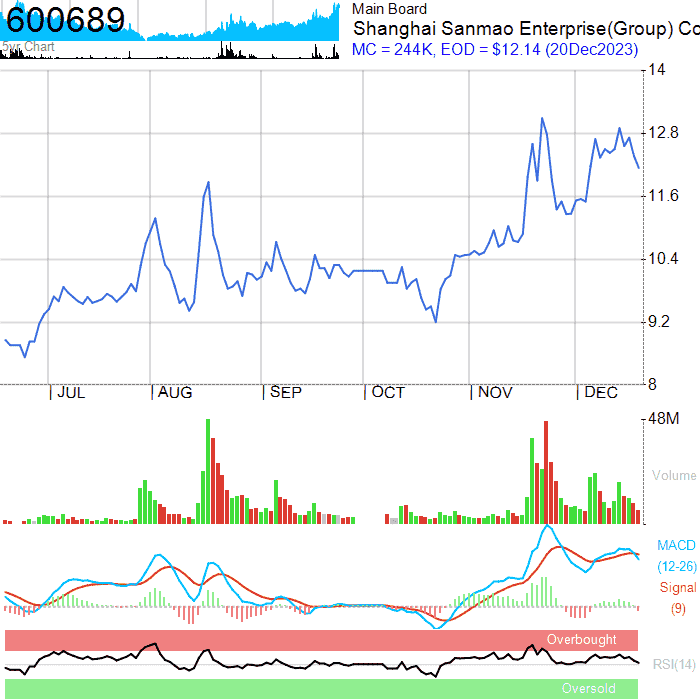 600689
5yr Chart
Main Board
Shanghai Sanmao Enterprise(Group) Co
MC = 244K, EOD = $12.14 (20Dec2023)
14
12.8
11.6
10.4
9.2
8
JUL AUG SEP OCT NOV DEC
48M
Volume
MACD
(12-26)
Signal
(9)
Overbought
RSI(14)
Oversold